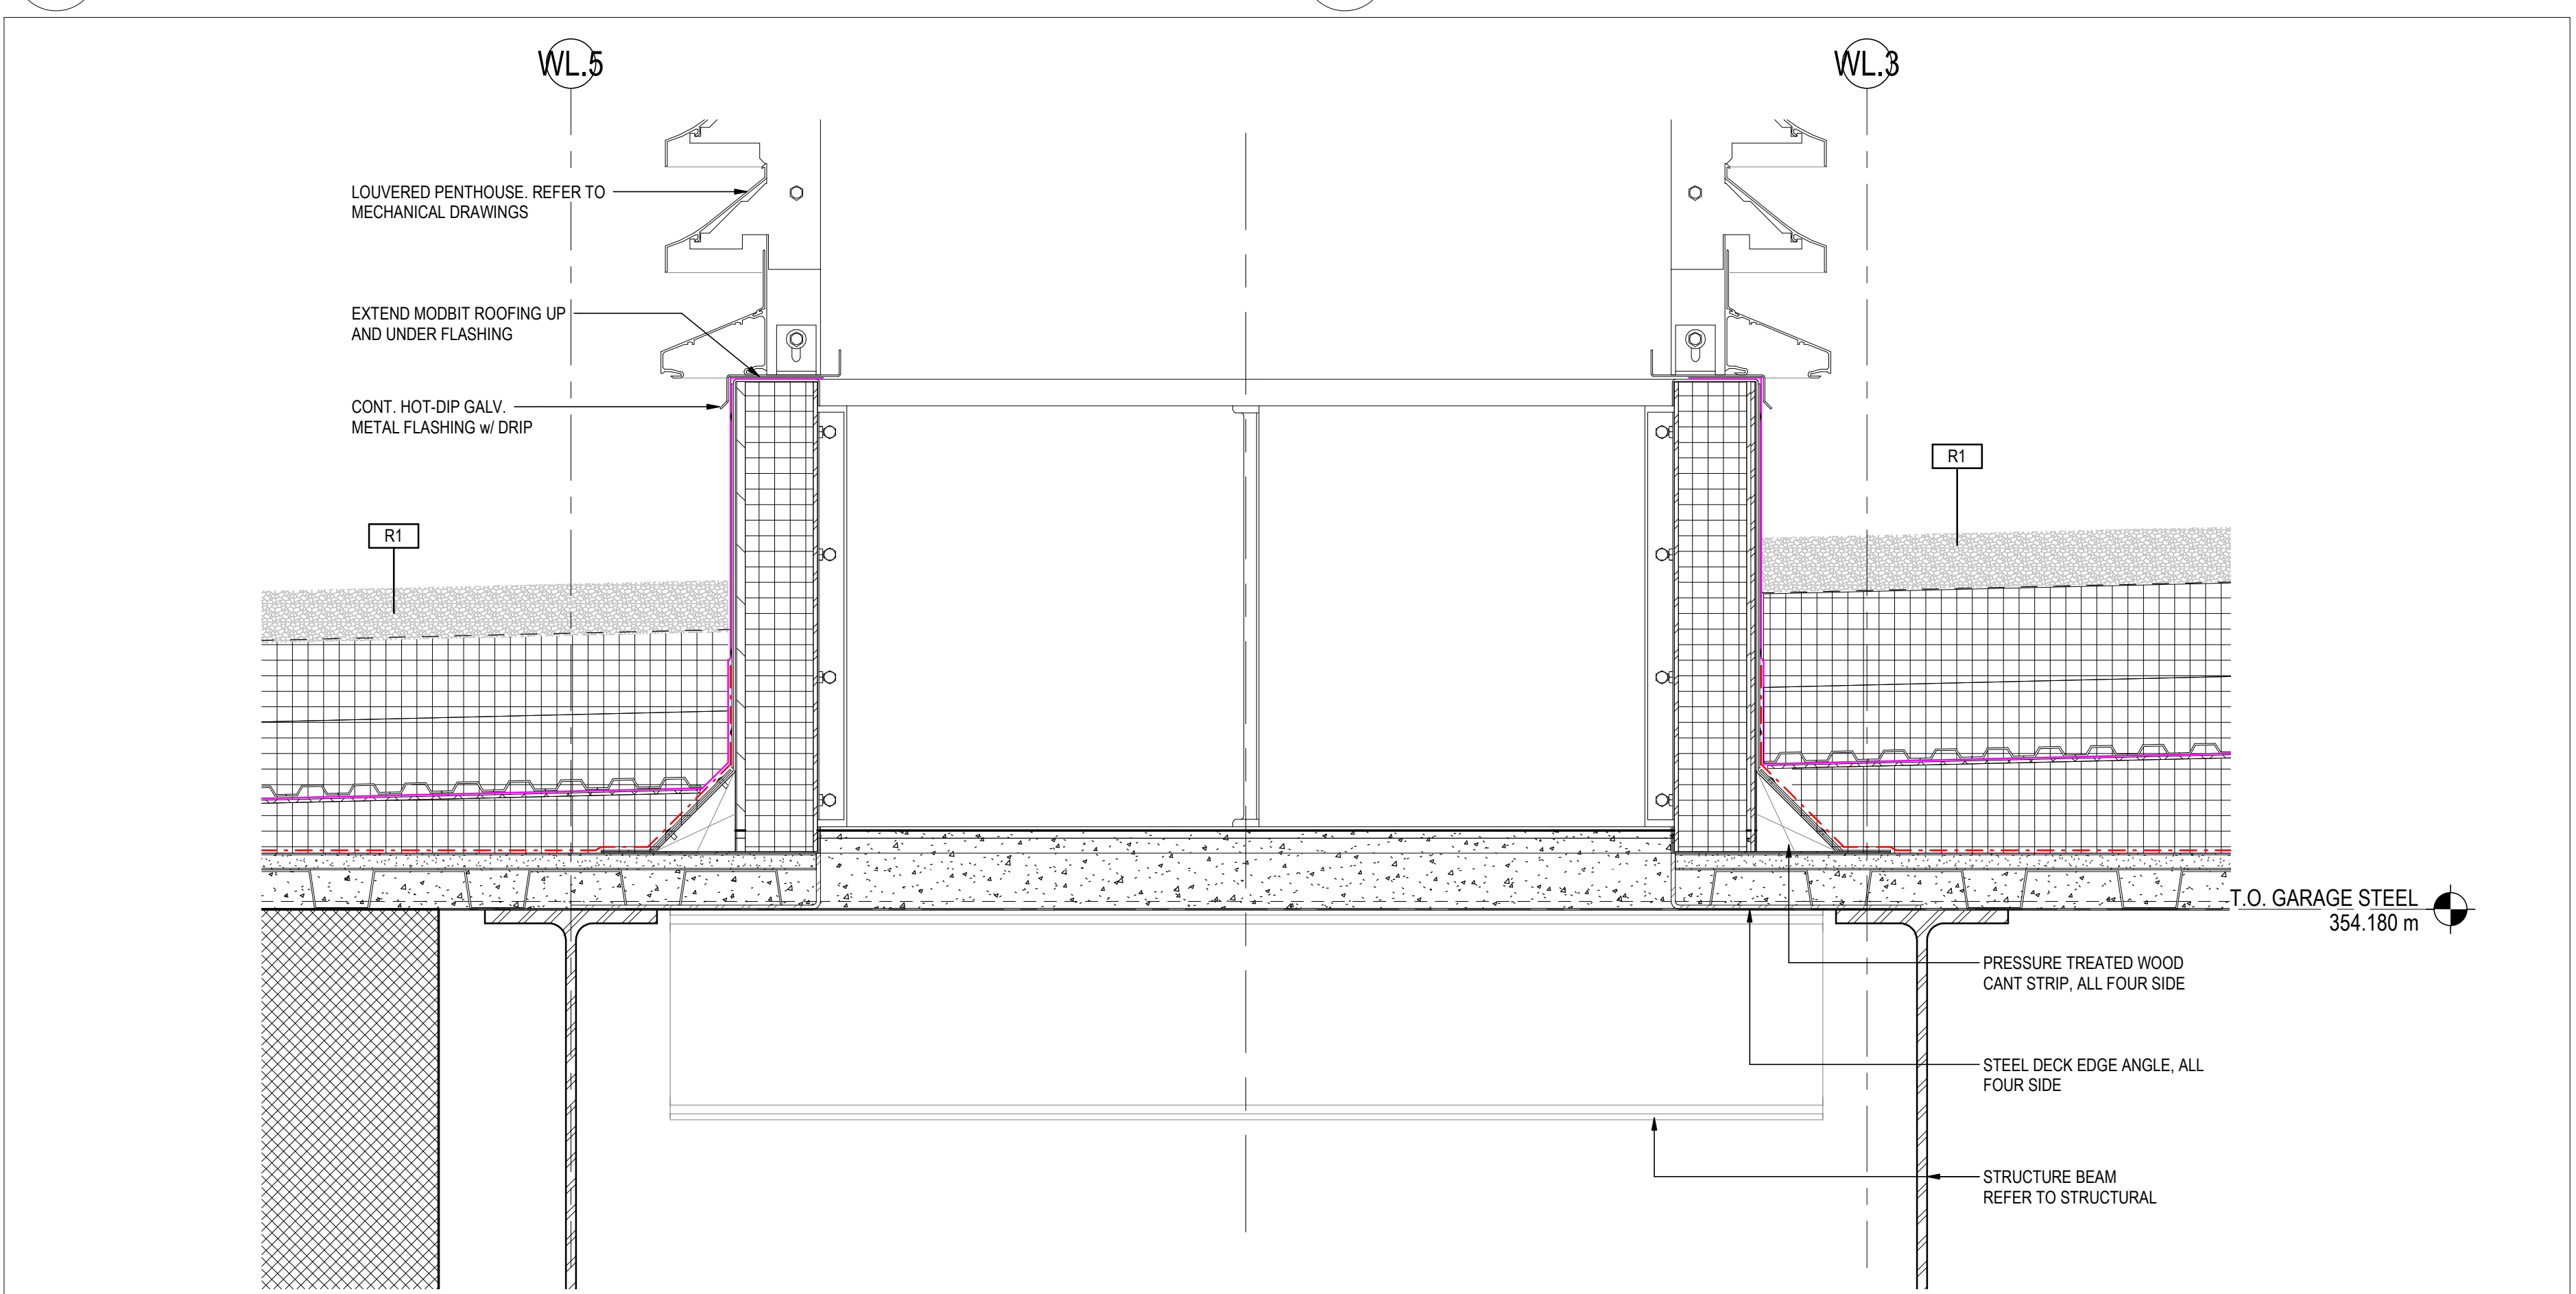 WL.5
WL.3
LOUVERED PENTHOUSE. REFER TO
MECHANICAL DRAWINGS
EXTEND MODBIT ROOFING UP
AND UNDER FLASHING
CONT. HOT-DIP GALV.
METAL FLASHING w/ DRIP
R1
R1
T.O. GARAGE STEEL
354.180 m
PRESSURE TREATED WOOD
CANT STRIP, ALL FOUR SIDE
STEEL DECK EDGE ANGLE, ALL
FOUR SIDE
STRUCTURE BEAM
REFER TO STRUCTURAL